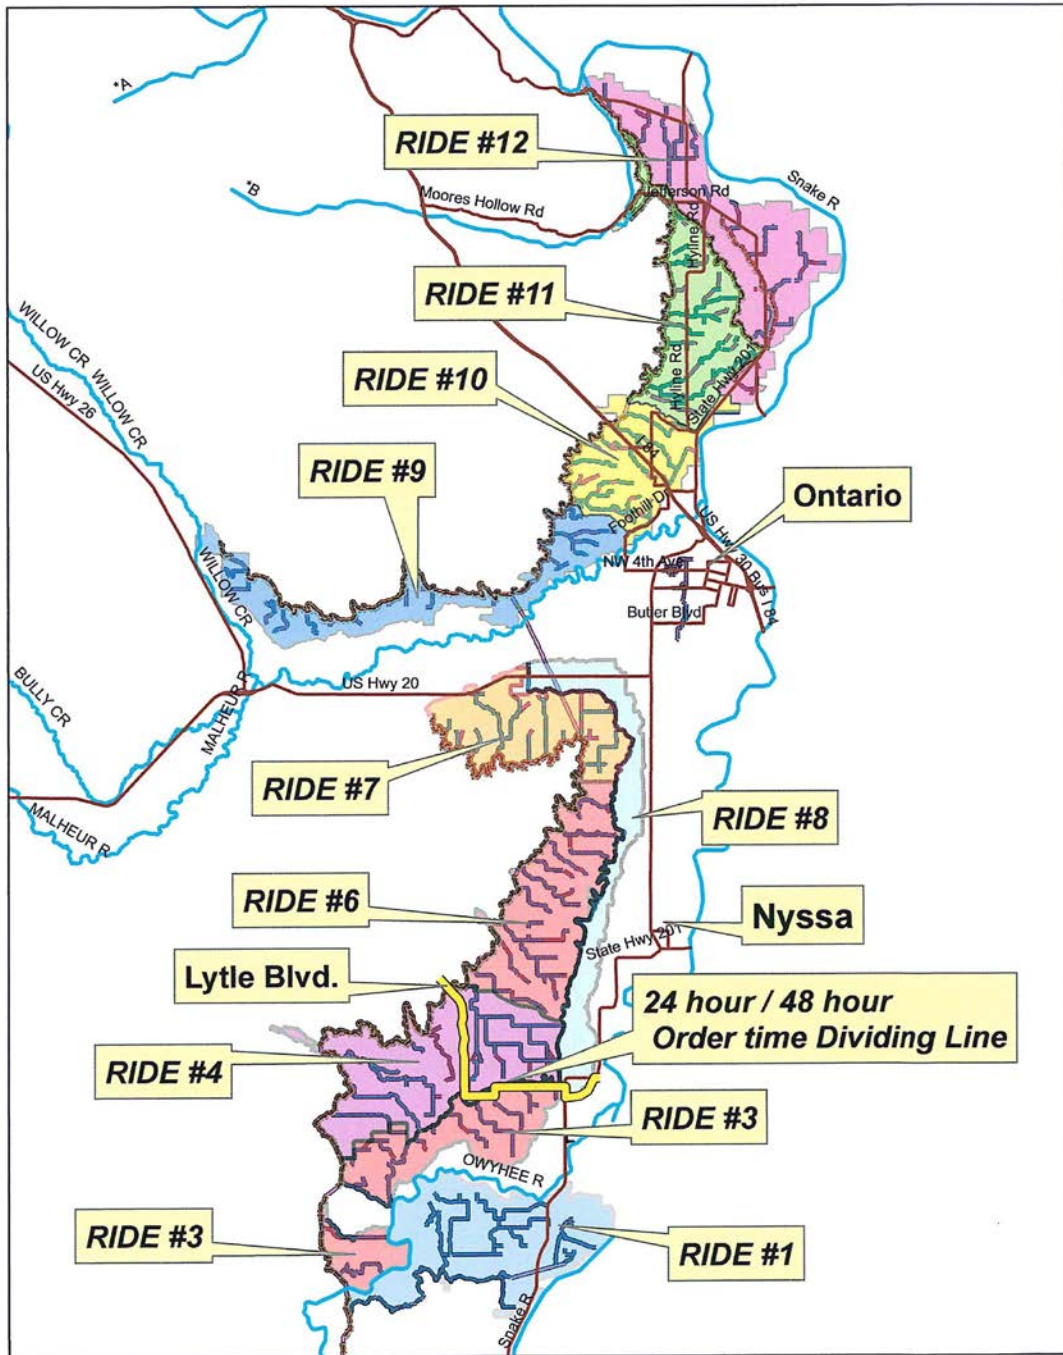 *A
RIDE #12
*B
Moores Hollow Rd
Jefferson Rd
Snake R
Hyline Rd
RIDE #11
WILLOW CR
WILLOW CR
US Hwy 26
RIDE #10
Hyline Rd
State Hwy 201
I 84
RIDE #9
Ontario
Foothill Dr
US Hwy 30 Bus I 84
NW 4th Ave
WILLOW CR
Butler Blvd
BULLY CR
MALHEUR R
US Hwy 20
RIDE #7
RIDE #8
MALHEUR R
RIDE #6
Nyssa
State Hwy 201
Lytle Blvd.
24 hour / 48 hour
Order time Dividing Line
RIDE #4
RIDE #3
OWYHEE R
RIDE #3
RIDE #1
Snake R